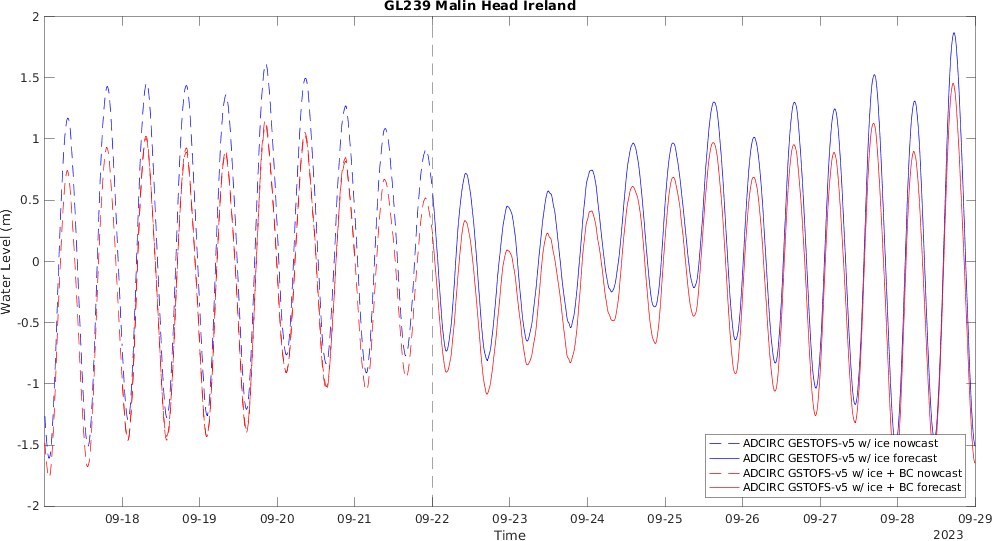 GL239 Malin Head Ireland
2
1.5
1
0.5
0
-0.5
-1
-1.5
-2
Water Level (m)
ADCIRC GESTOFS-v5 w/ ice nowcast
ADCIRC GESTOFS-v5 w/ ice forecast
ADCIRC GSTOFS-v5 w/ ice + BC nowcast
ADCIRC GSTOFS-v5 w/ ice + BC forecast
09-18 09-19 09-20 09-21 09-22 09-23 09-24 09-25 09-26 09-27 09-28 09-29
Time
2023